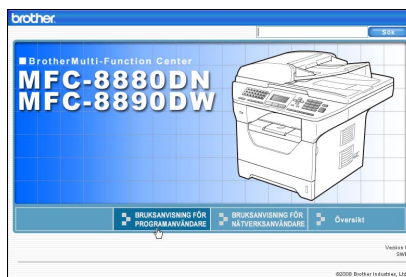 brother.
Sök
BrotherMulti-Function Center
MFC-8880DN
MFC-8890DW
BRUKSANVISNING FÖR
PROGRAMANVÄNDARE
BRUKSANVISNING FÖR
NÄTVERKSANVÄNDARE
Översikt
Version
SWE
Brother Industries, Ltd